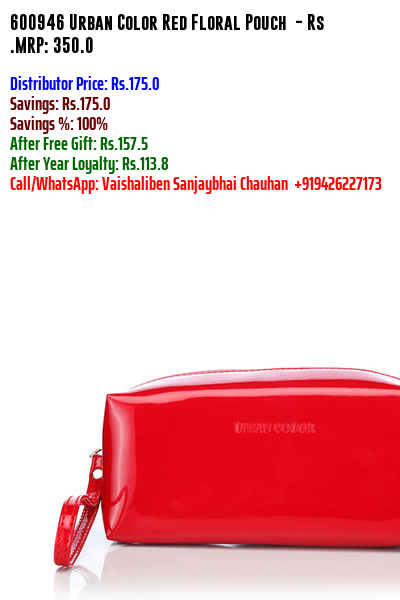 600946 Urban Color Red Floral Pouch - Rs
.MRP: 350.0
Distributor Price: Rs.175.0
Savings: Rs.175.0
Savings %: 100%
After Free Gift: Rs.157.5
After Year Loyalty: Rs.113.8
Call/WhatsApp: Vaishaliben Sanjaybhai Chauhan +919426227173
URBAN COLOR